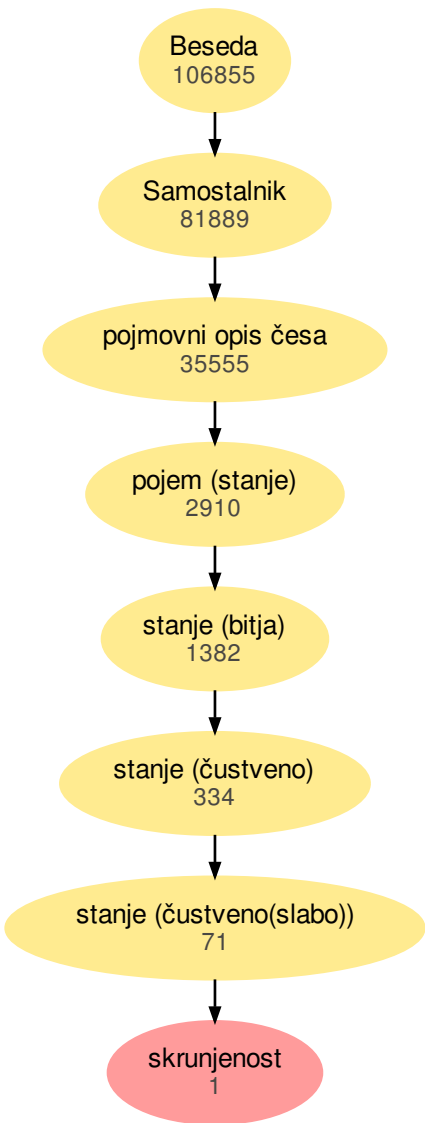 Beseda
106855
Samostalnik
81889
pojmovni opis česa
35555
pojem (stanje)
2910
stanje (bitja)
1382
stanje (čustveno)
334
stanje (čustveno(slabo))
71
skrunjenost
1